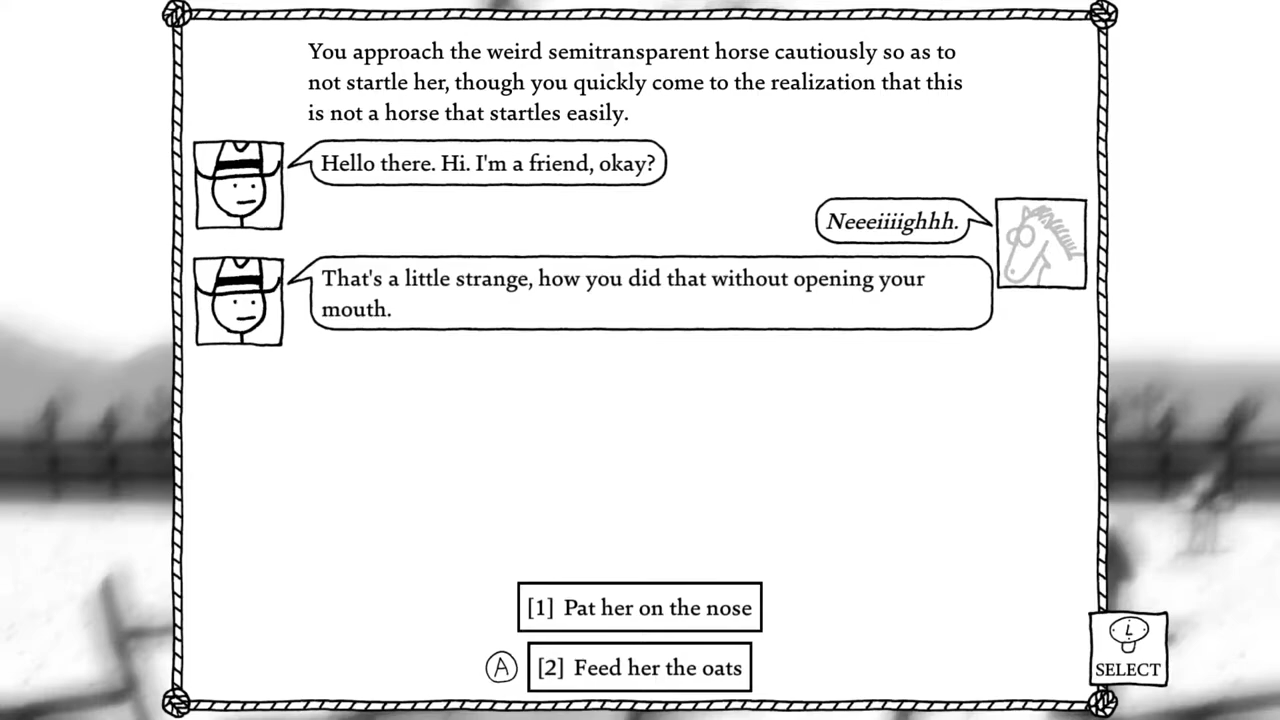 You approach the weird semitransparent horse cautiously so as to
not startle her, though you quickly come to the realization that this
is not a horse that startles easily.
Hello there. Hi. I'm a friend, okay?
Neeeiiiighhh.
That's a little strange, how you did that without opening your
mouth.
[1] Pat her on the nose
A [2] Feed her the oats
L
SELECT